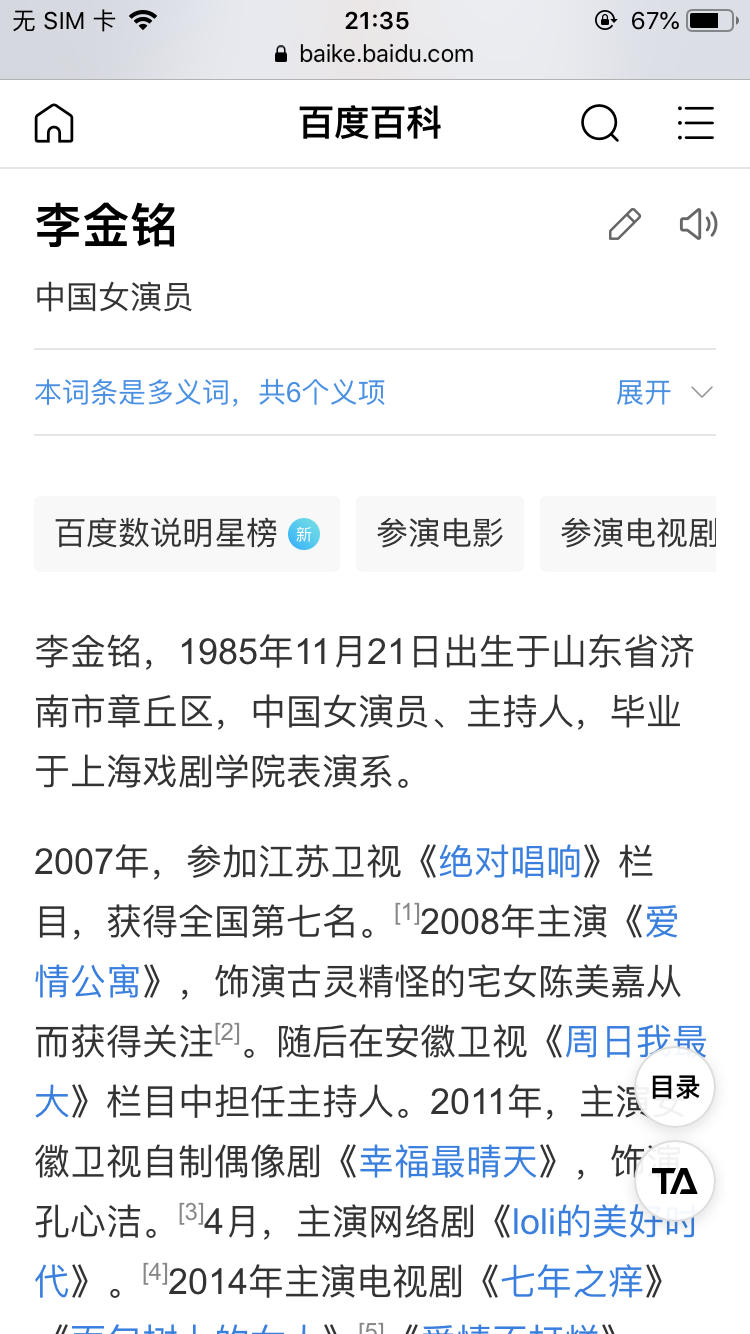 无 SIM 卡 21:35 67%
baike.baidu.com
百度百科
李金铭
中国女演员
本词条是多义词，共6个义项 展开
百度数说明星榜 新 参演电影 参演电视剧
李金铭，1985年11月21日出生于山东省济
南市章丘区，中国女演员、主持人，毕业
于上海戏剧学院表演系。
2007年，参加江苏卫视《绝对唱响》栏
目，获得全国第七名。[1]2008年主演《爱
情公寓》，饰演古灵精怪的宅女陈美嘉从
而获得关注[2]。随后在安徽卫视《周日我最
大》栏目中担任主持人。2011年，主演安
目录
徽卫视自制偶像剧《幸福最晴天》，饰演
TA
孔心洁。[3]4月，主演网络剧《loli的美好时
代》。[4]2014年主演电视剧《七年之痒》